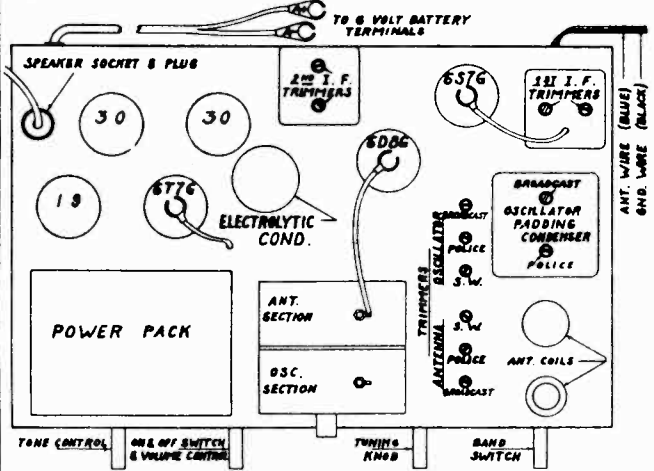 TO 6 VOLT BATTERY
TERMINALS
A+
A-
SPEAKER SOCKET & PLUG
2ND I. F.
TRIMMERS
6S7G
1ST I. F.
TRIMMERS
ANT. WIRE (BLUE)
GND. WIRE (BLACK)
30
30
6D8G
19
6T7G
ELECTROLYTIC
COND.
BROADCAST
OSCILLATOR
PADDING
CONDENSER
POLICE
TRIMMERS
OSCILLATOR
BROADCAST
POLICE
S.W.
ANTENNA
S.W.
POLICE
BROADCAST
POWER PACK
ANT.
SECTION
OSC.
SECTION
ANT. COILS
TONE CONTROL
ON & OFF SWITCH
& VOLUME CONTROL
TUNING
KNOB
BAND
SWITCH